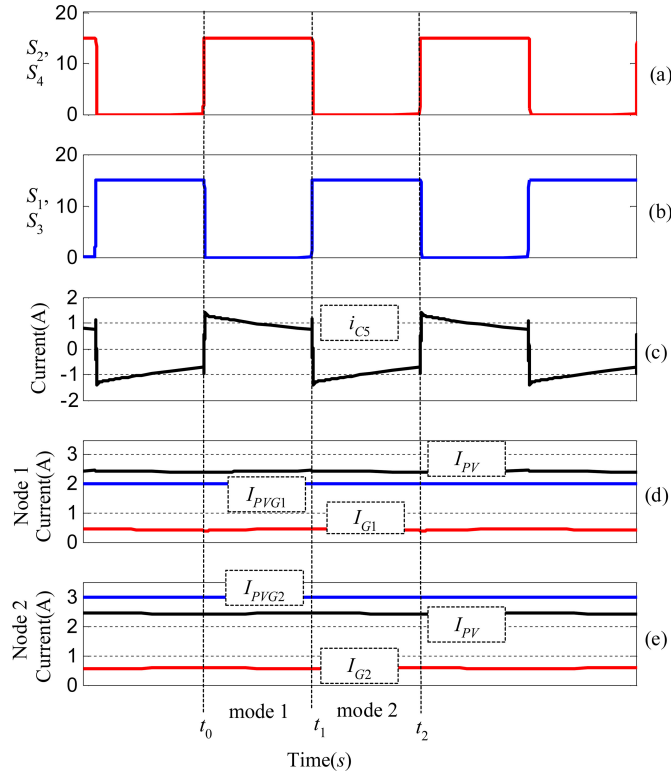 20
S2,
S4
10
0
(a)
20
S1,
S3
10
0
(b)
Current(A)
2
1
0
-1
-2
iC5
(c)
Node 1
Current(A)
3
2
1
0
IPV
IPVG1
IG1
(d)
Node 2
Current(A)
3
2
1
0
IPVG2
IPV
IG2
(e)
mode 1
mode 2
t0
t1
t2
Time(s)